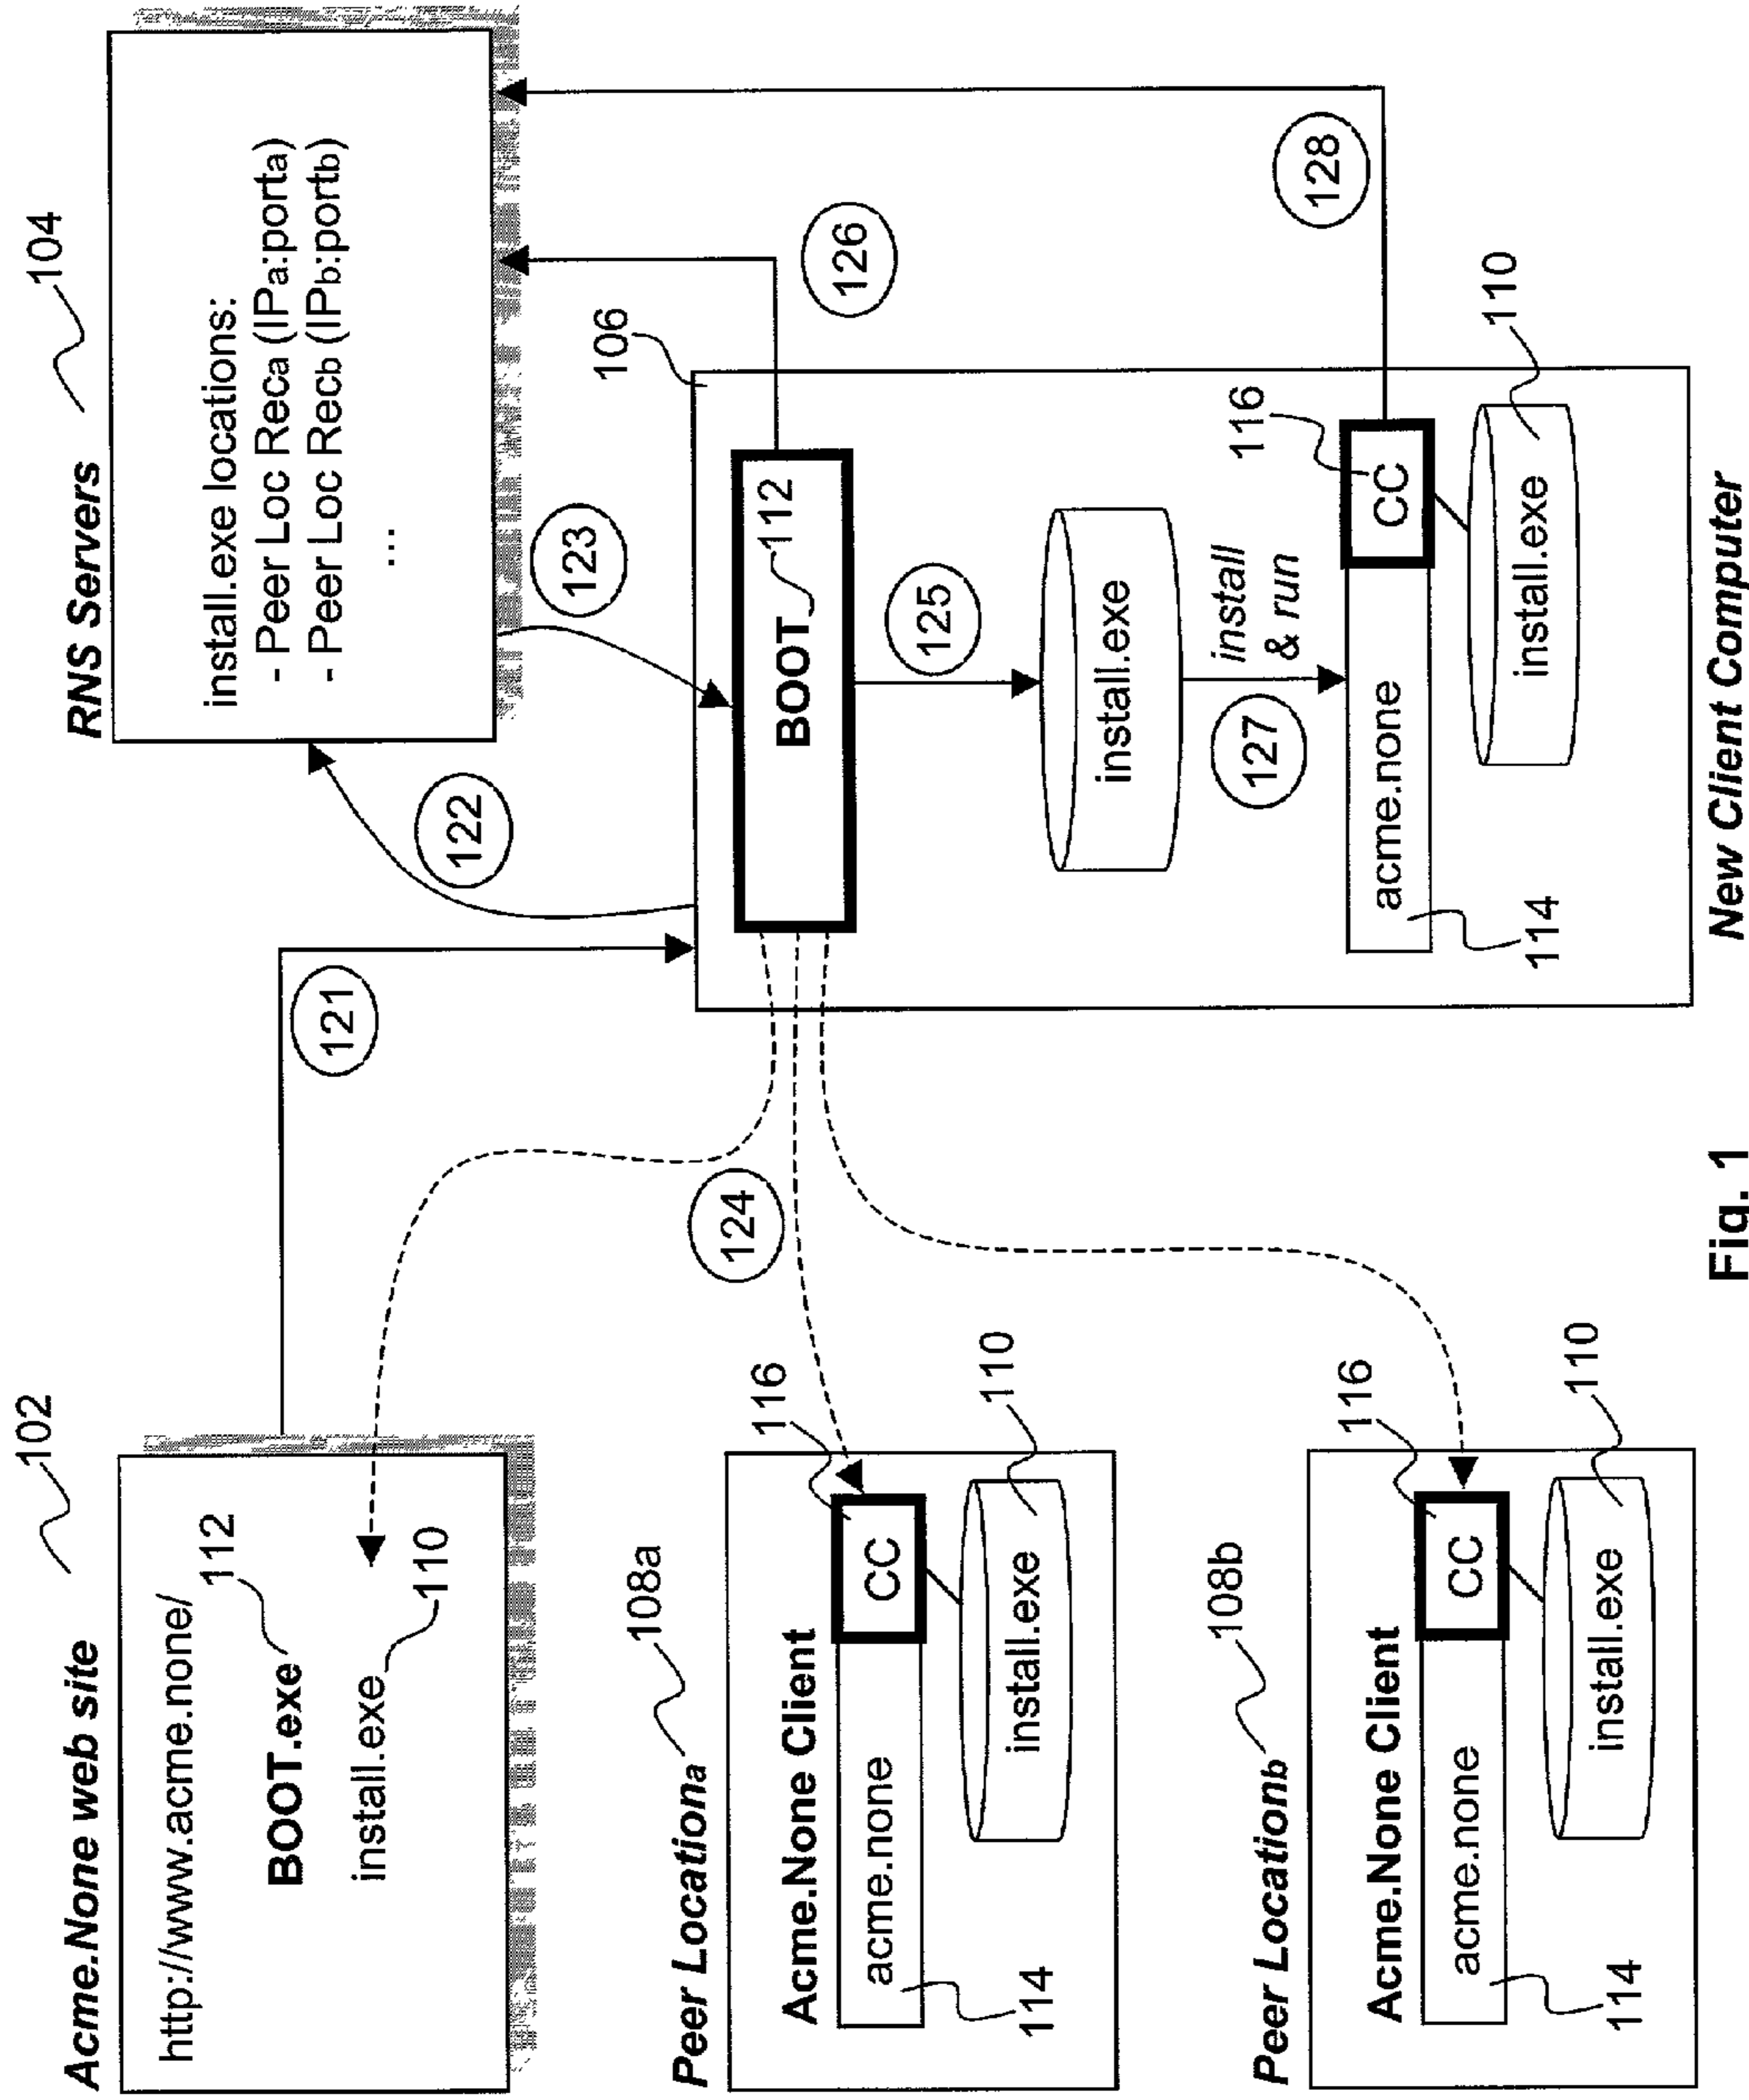 Acme.None web site
102
http://www.acme.none/
BOOT.exe
112
install.exe
110
RNS Servers
104
install.exe locations:
- Peer Loc Reca (IPa:porta)
- Peer Loc Recb (IPb:portb)
...
121
122
123
126
128
124
106
BOOT
112
125
install.exe
127
install
& run
acme.none
CC
116
114
install.exe
110
New Client Computer
Peer Locationa
108a
Acme.None Client
116
acme.none
CC
114
install.exe
110
Peer Locationb
108b
Acme.None Client
116
acme.none
CC
114
install.exe
110
Fig. 1